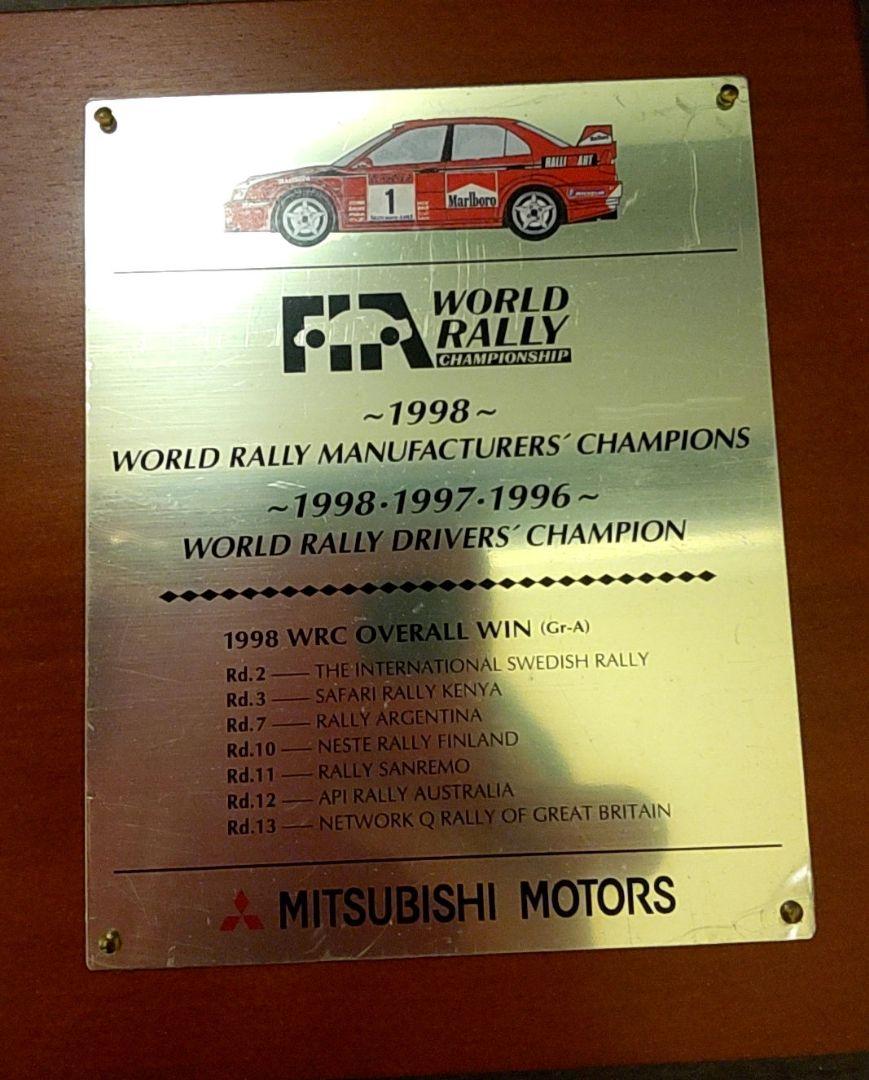 RALLI ART
Marlboro
1
Marlboro
FIA WORLD
RALLY
CHAMPIONSHIP
~1998~
WORLD RALLY MANUFACTURERS´ CHAMPIONS
~1998·1997·1996~
WORLD RALLY DRIVERS´ CHAMPION
1998 WRC OVERALL WIN (Gr-A)
Rd.2 — THE INTERNATIONAL SWEDISH RALLY
Rd.3 — SAFARI RALLY KENYA
Rd.7 — RALLY ARGENTINA
Rd.10 — NESTE RALLY FINLAND
Rd.11 — RALLY SANREMO
Rd.12 — API RALLY AUSTRALIA
Rd.13 — NETWORK Q RALLY OF GREAT BRITAIN
MITSUBISHI MOTORS